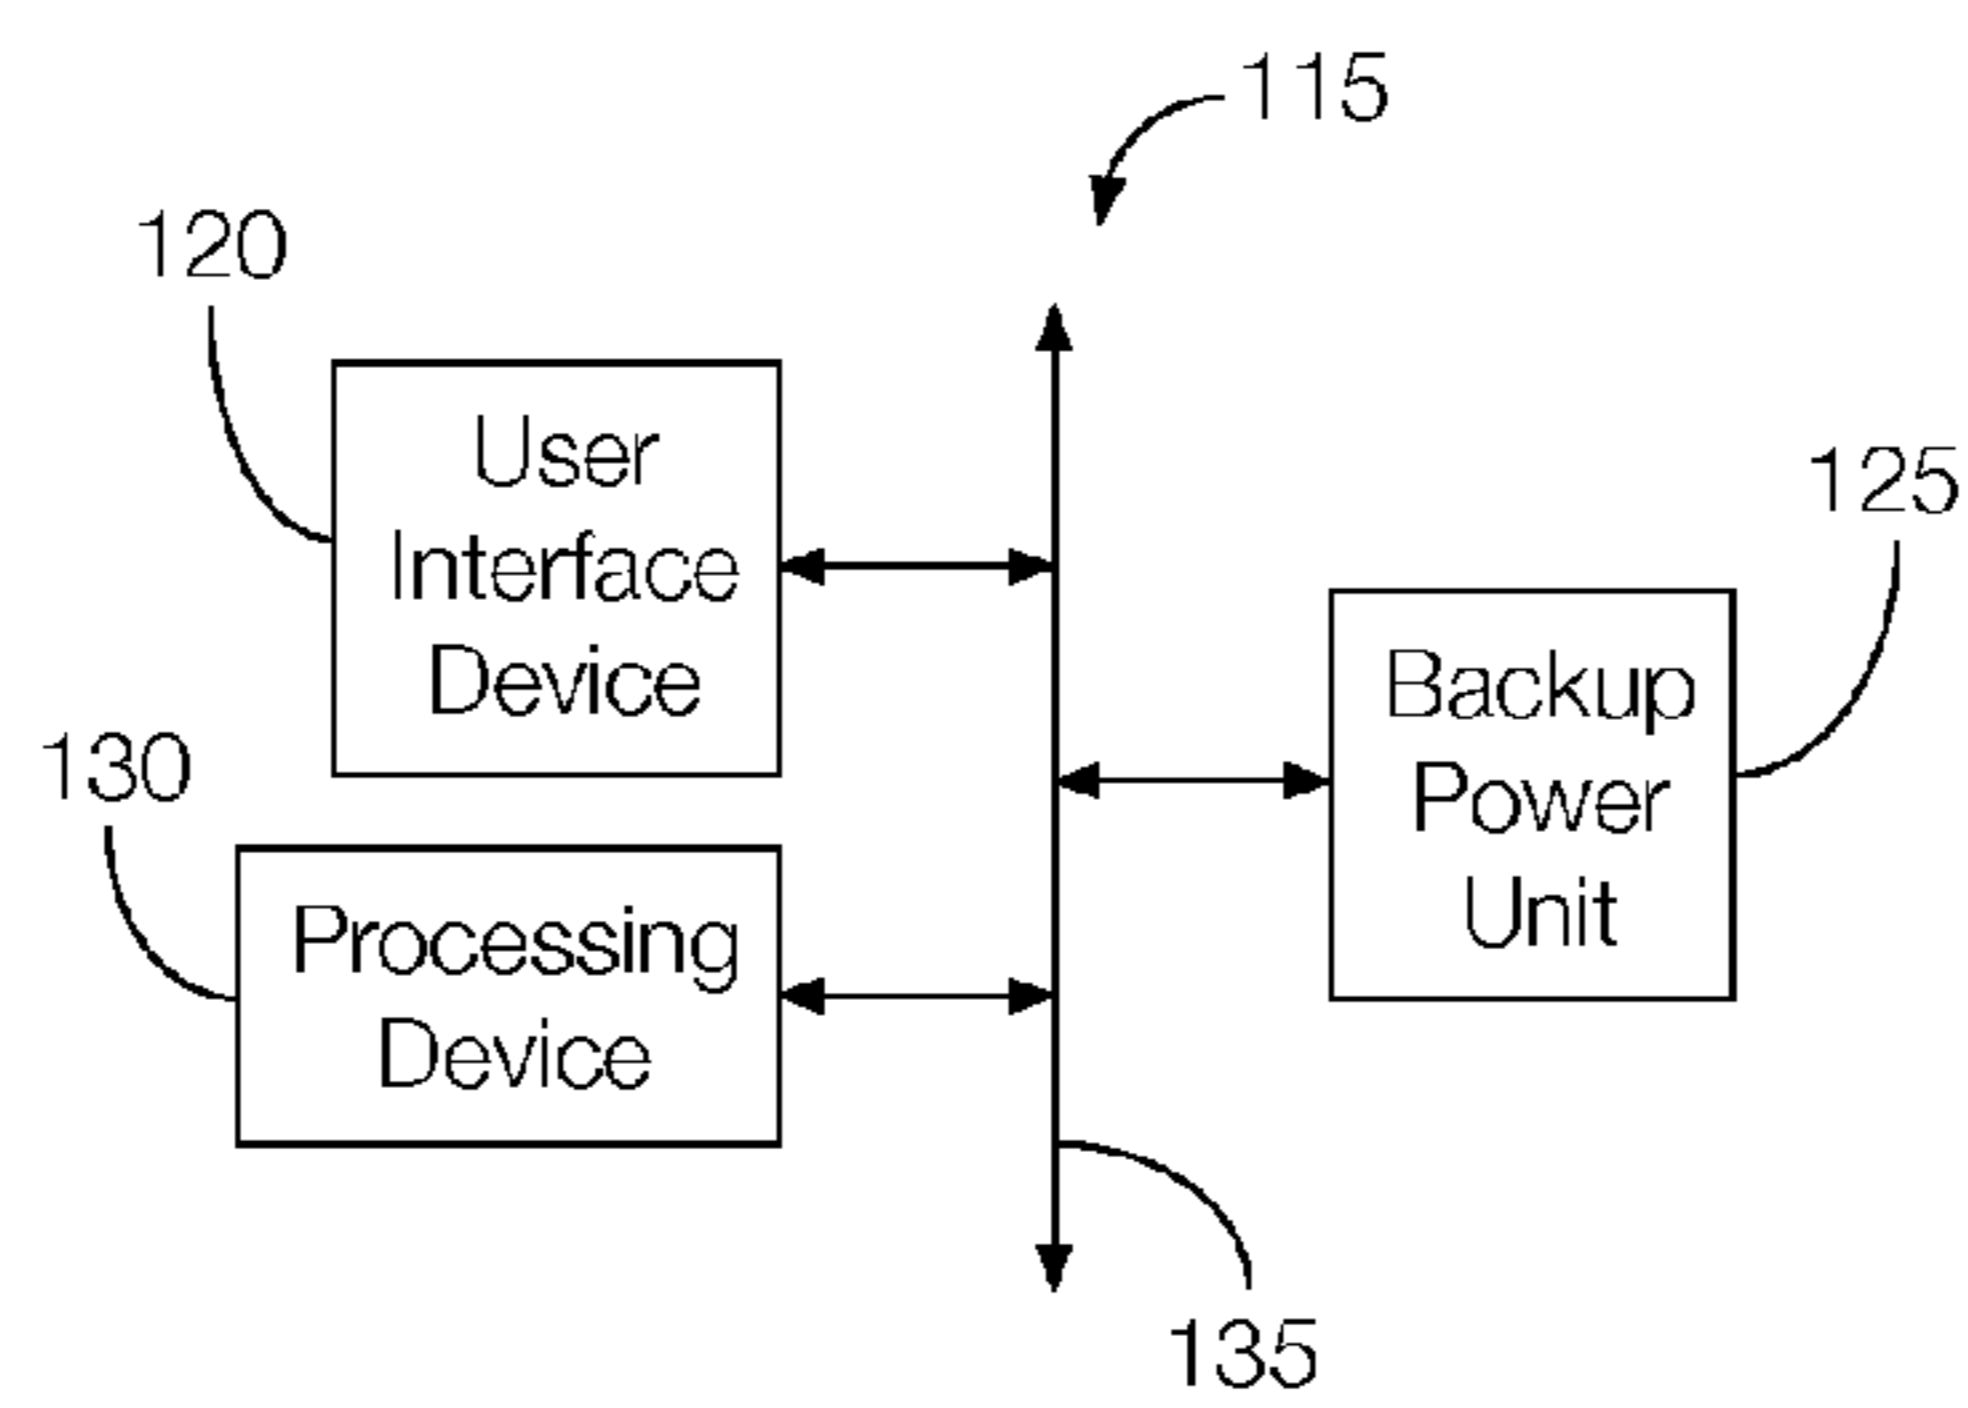 115
120
User
Interface
Device
125
Backup
Power
Unit
130
Processing
Device
135